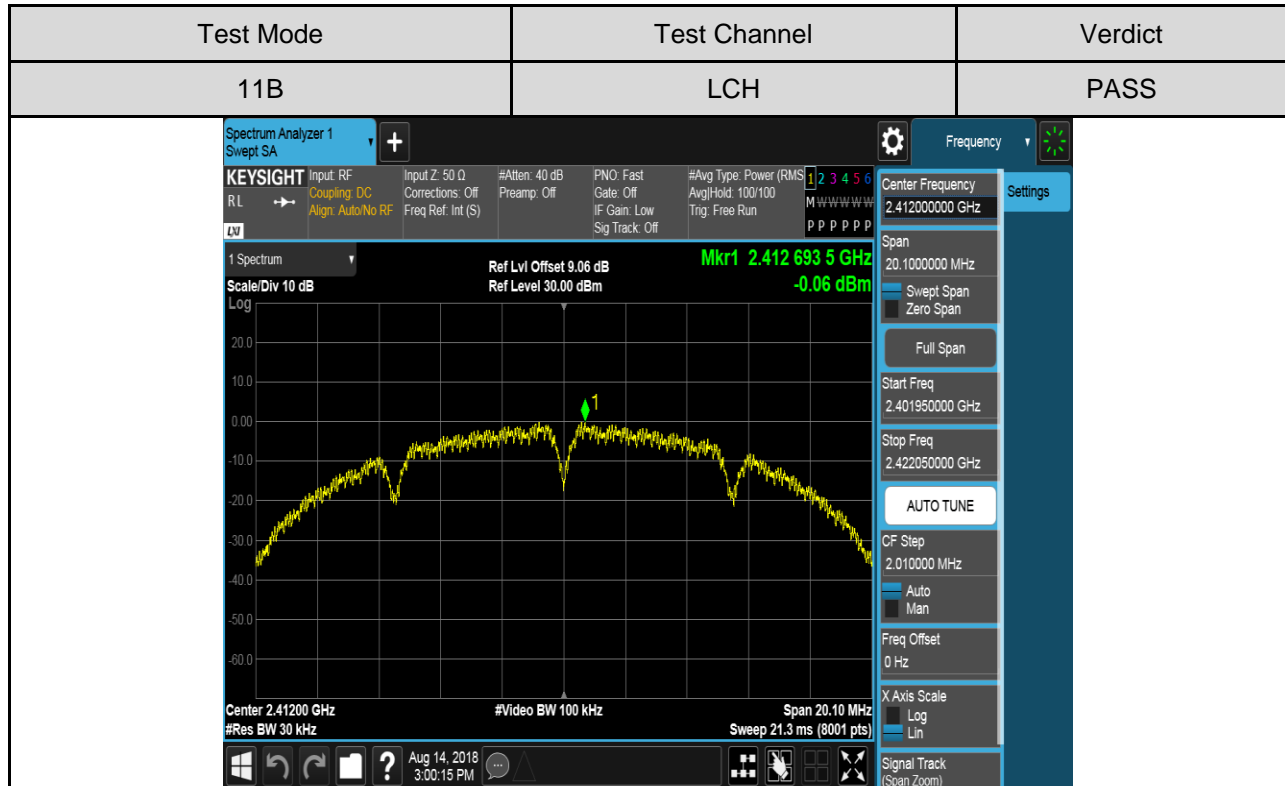 Test Mode Test Channel Verdict
11B LCH PASS
Spectrum Analyzer 1
Swept SA
Frequency
KEYSIGHT
RL
LXI
Input: RF
Coupling: DC
Align: Auto/No RF
Input Z: 50 Ω
Corrections: Off
Freq Ref: Int (S)
#Atten: 40 dB
Preamp: Off
PNO: Fast
Gate: Off
IF Gain: Low
Sig Track: Off
#Avg Type: Power (RMS
Avg|Hold: 100/100
Trig: Free Run
1 2 3 4 5 6
M W W W W W
P P P P P P
1 Spectrum
Scale/Div 10 dB
Ref Lvl Offset 9.06 dB
Ref Level 30.00 dBm
Mkr1 2.412 693 5 GHz
-0.06 dBm
Log
20.0
10.0
0.00
-10.0
-20.0
-30.0
-40.0
-50.0
-60.0
1
Center 2.41200 GHz
#Res BW 30 kHz
#Video BW 100 kHz
Span 20.10 MHz
Sweep 21.3 ms (8001 pts)
Aug 14, 2018
3:00:15 PM
Center Frequency
2.412000000 GHz
Settings
Span
20.1000000 MHz
Swept Span
Zero Span
Full Span
Start Freq
2.401950000 GHz
Stop Freq
2.422050000 GHz
AUTO TUNE
CF Step
2.010000 MHz
Auto
Man
Freq Offset
0 Hz
X Axis Scale
Log
Lin
Signal Track
(Span Zoom)